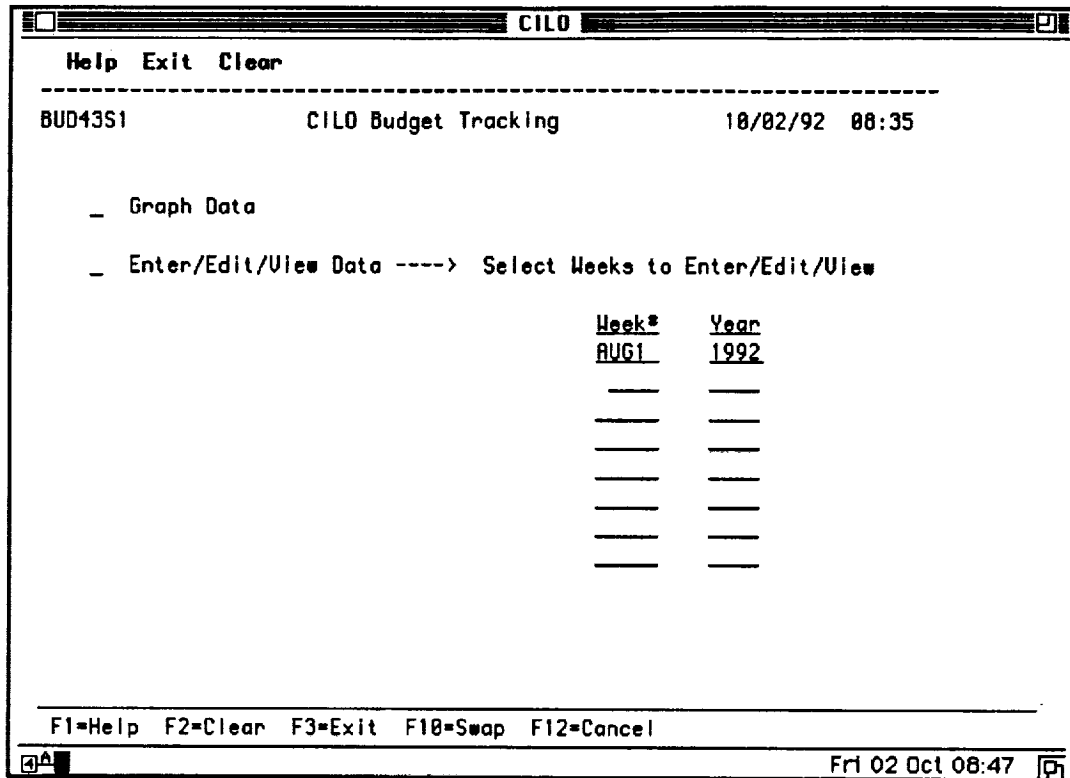 CILO
Help Exit Clear
BUD43S1 CILO Budget Tracking 10/02/92 08:35
_ Graph Data
_ Enter/Edit/View Data ----> Select Weeks to Enter/Edit/View
Week* Year
AUG1 1992
F1=Help F2=Clear F3=Exit F10=Swap F12=Cancel
4 A Fri 02 Oct 08:47